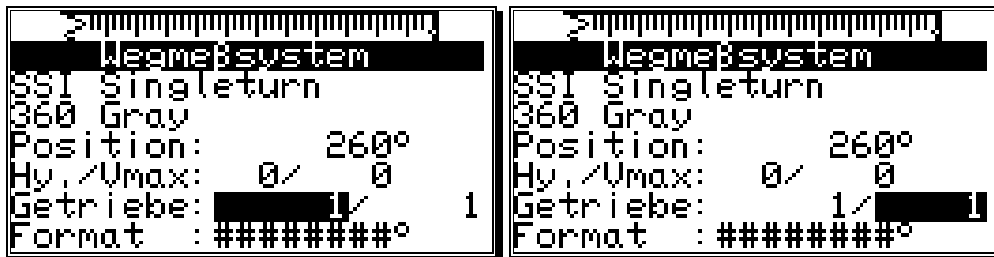 Wegmeßsystem
SSI Singleturn
360 Gray
Position: 260°
Hy./Vmax: 0/ 0
Getriebe: 1/ 1
Format :########°
Wegmeßsystem
SSI Singleturn
360 Gray
Position: 260°
Hy./Vmax: 0/ 0
Getriebe: 1/ 1
Format :########°